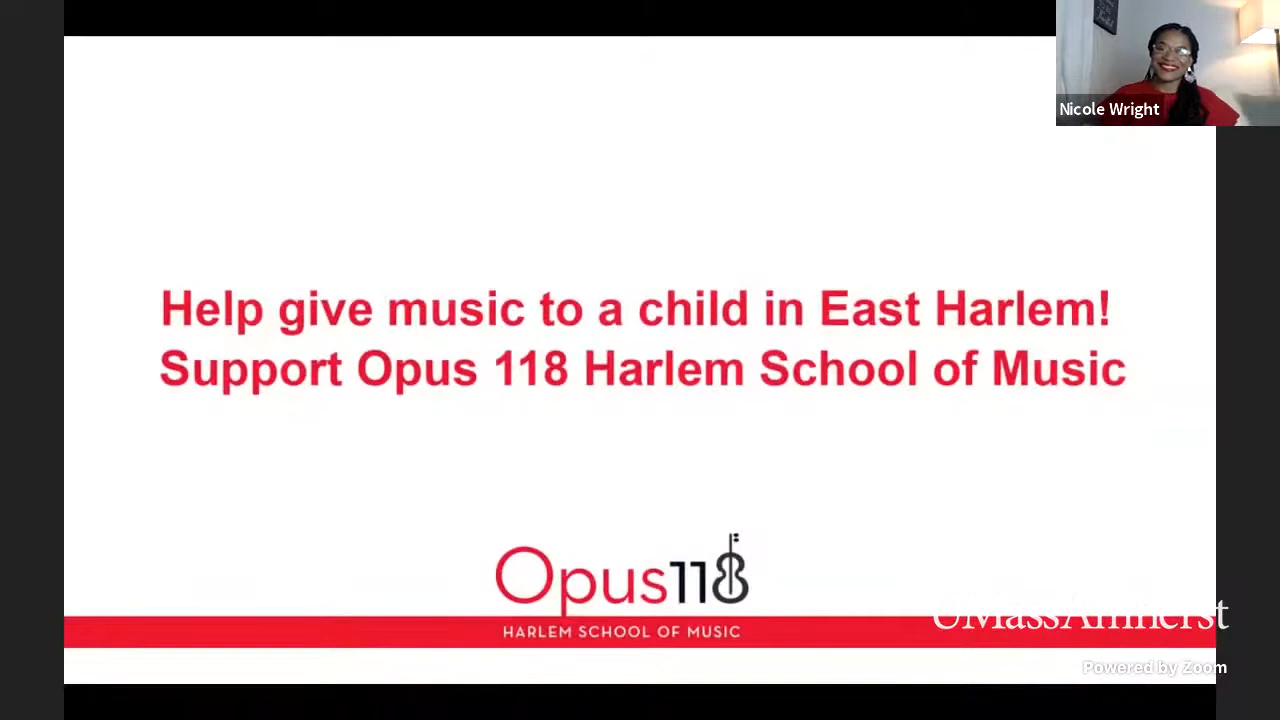 Nicole Wright
Help give music to a child in East Harlem!
Support Opus 118 Harlem School of Music
Opus118
HARLEM SCHOOL OF MUSIC
UMassAmherst
Powered by Zoom